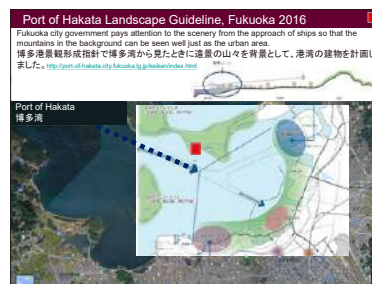 Port of Hakata Landscape Guideline, Fukuoka 2016
Fukuoka city government pays attention to the scenery from the approach of ships so that the
mountains in the background can be seen well just as the urban area.
博多港景観形成指針で博多湾から見たときに遠景の山々を背景として、港湾の建物を計画し
ました。http://port-of-hakata.city.fukuoka.lg.jp/keikan/index.html
Port of Hakata
博多湾